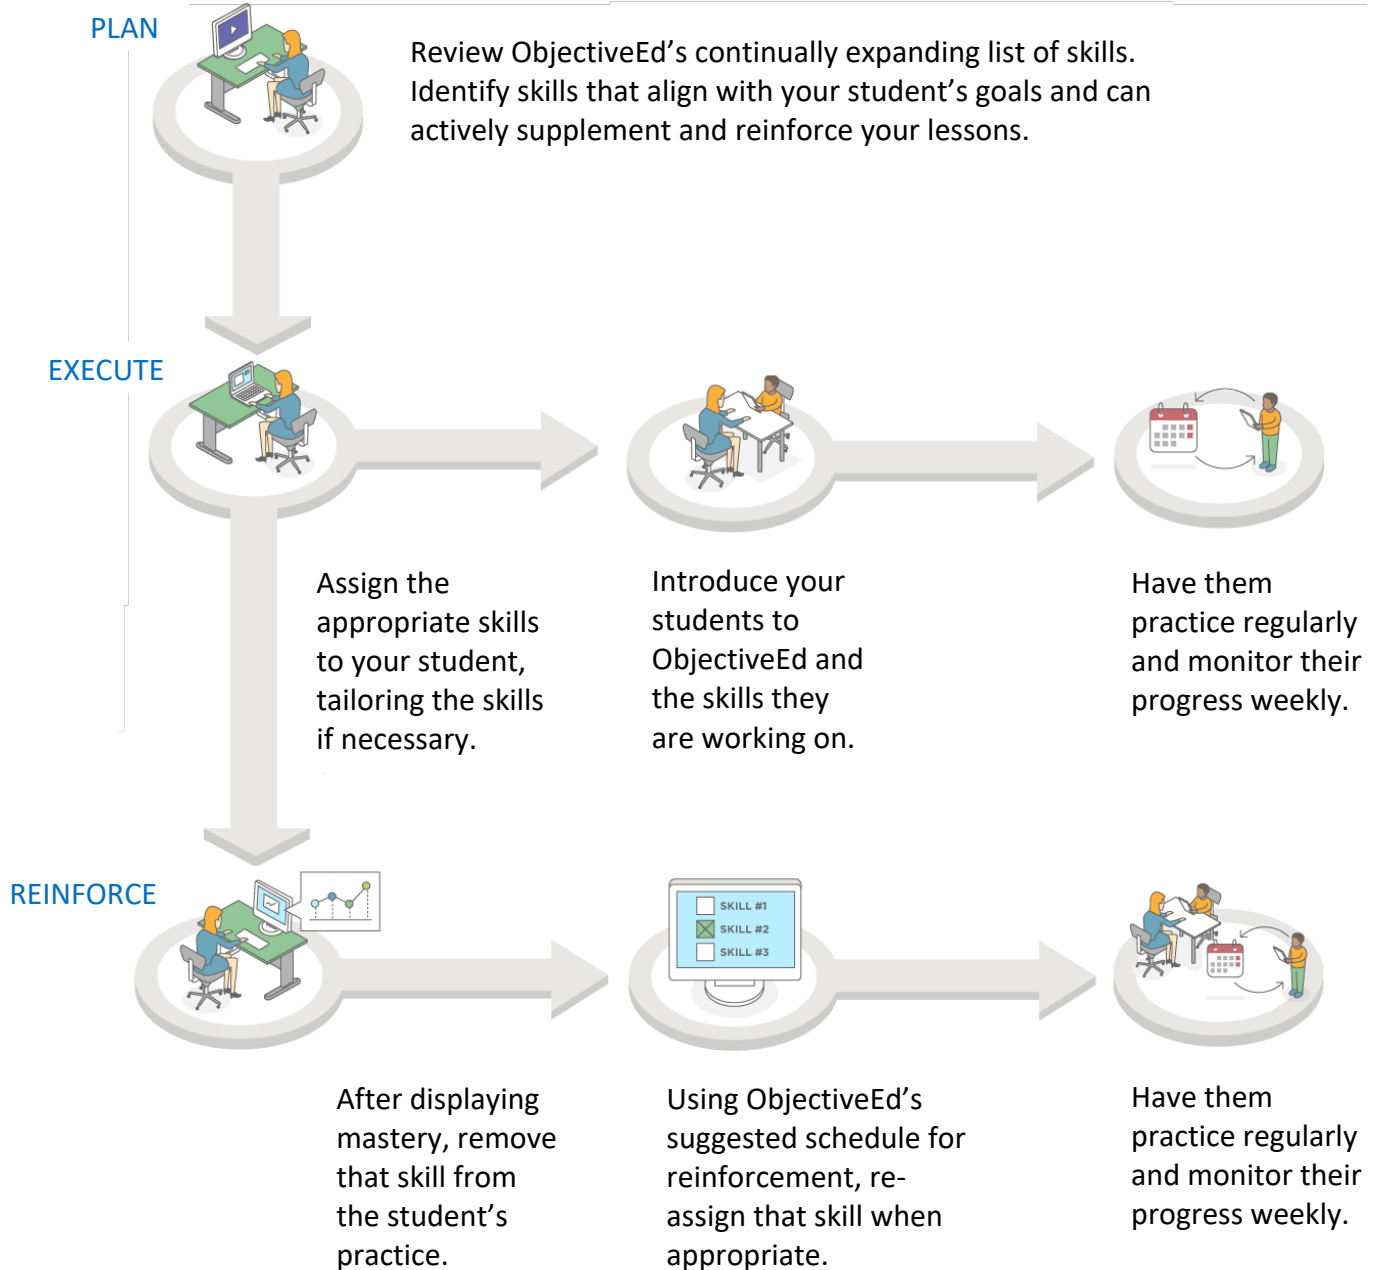 PLAN
Review ObjectiveEd’s continually expanding list of skills.
Identify skills that align with your student’s goals and can
actively supplement and reinforce your lessons.
EXECUTE
Assign the
appropriate skills
to your student,
tailoring the skills
if necessary.
Introduce your
students to
ObjectiveEd and
the skills they
are working on.
Have them
practice regularly
and monitor their
progress weekly.
REINFORCE
SKILL #1
SKILL #2
SKILL #3
After displaying
mastery, remove
that skill from
the student’s
practice.
Using ObjectiveEd’s
suggested schedule for
reinforcement, re-
assign that skill when
appropriate.
Have them
practice regularly
and monitor their
progress weekly.